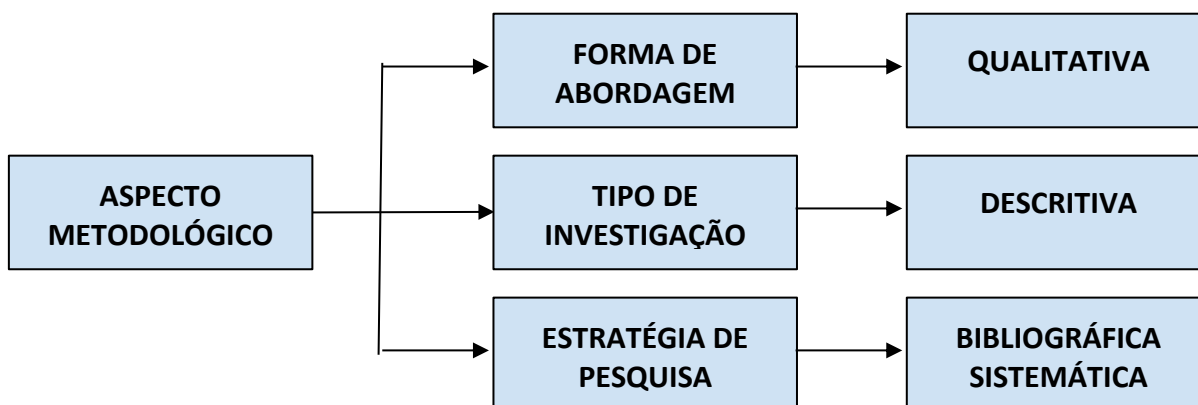 FORMA DE
ABORDAGEM
QUALITATIVA
ASPECTO
METODOLÓGICO
TIPO DE
INVESTIGAÇÃO
DESCRITIVA
ESTRATÉGIA DE
PESQUISA
BIBLIOGRÁFICA
SISTEMÁTICA